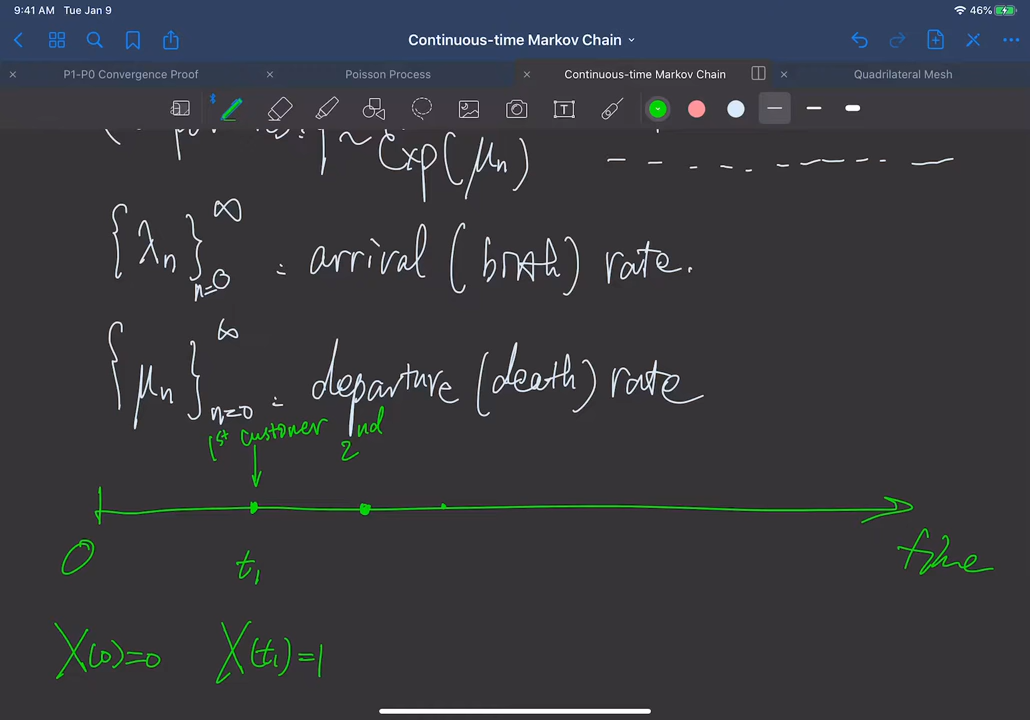 9:41 AM Tue Jan 9
46%
Continuous-time Markov Chain
P1-P0 Convergence Proof
Poisson Process
Continuous-time Markov Chain
Quadrilateral Mesh
~ Exp(μn)
{λn}∞n=0 = arrival (birth) rate.
{μn}∞n=0 = departure (death) rate
1st customer
2nd
0
t1
time
X(0)=0 X(t1)=1